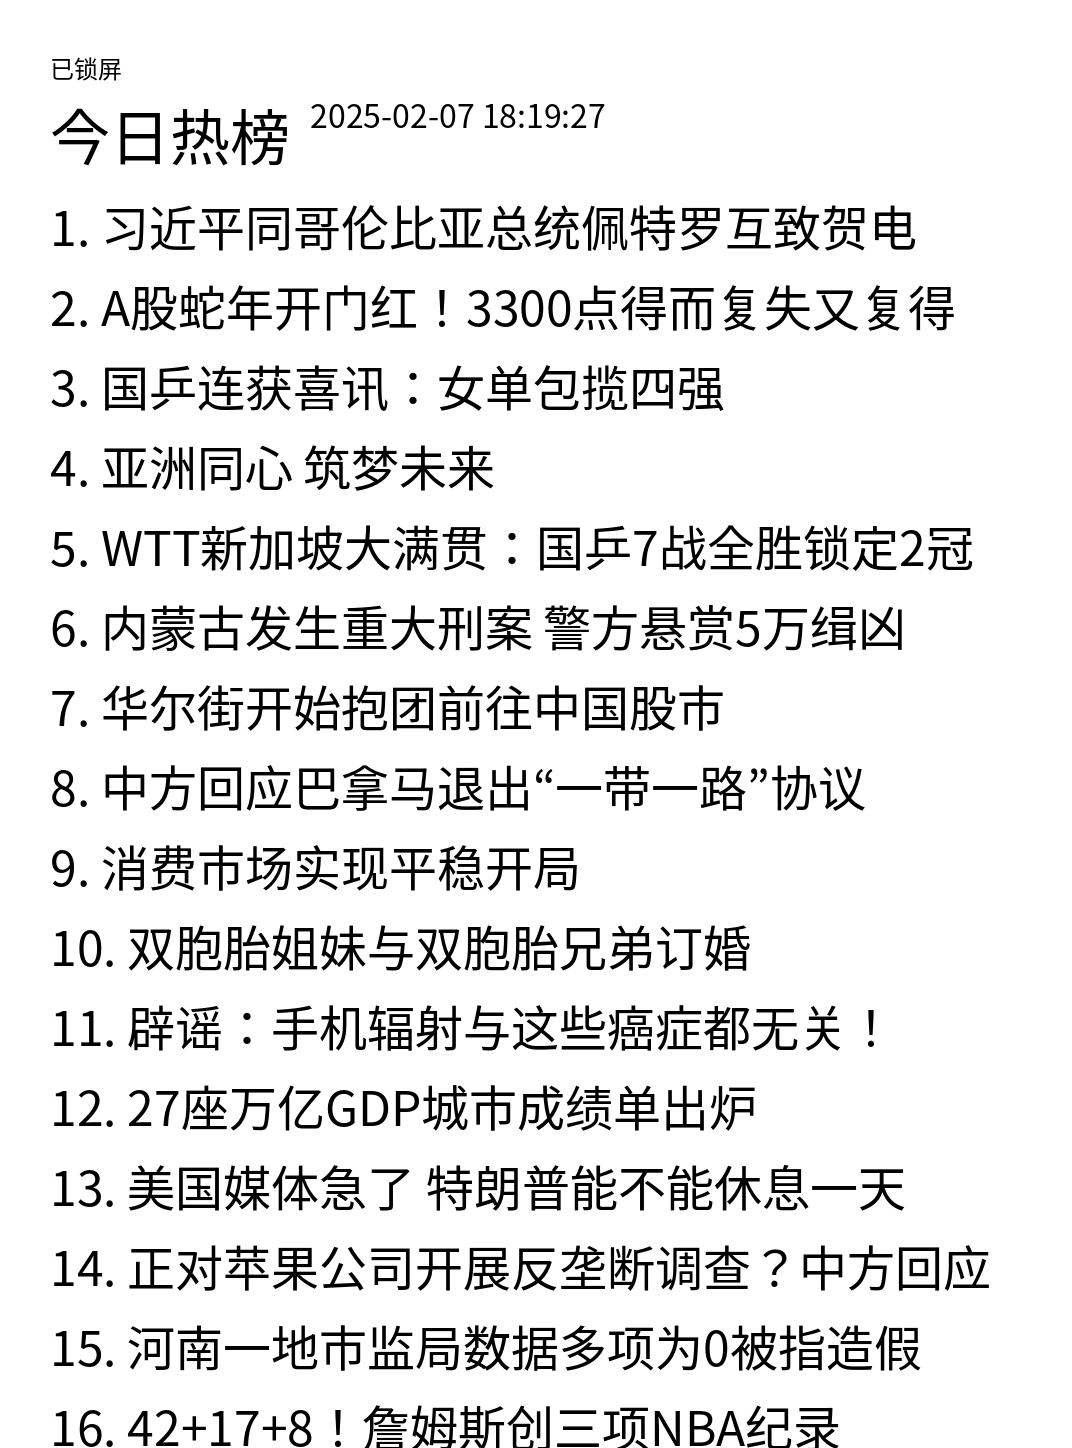 已锁屏
今日热榜 2025-02-07 18:19:27
1. 习近平同哥伦比亚总统佩特罗互致贺电
2. A股蛇年开门红！3300点得而复失又复得
3. 国乒连获喜讯：女单包揽四强
4. 亚洲同心 筑梦未来
5. WTT新加坡大满贯：国乒7战全胜锁定2冠
6. 内蒙古发生重大刑案 警方悬赏5万缉凶
7. 华尔街开始抱团前往中国股市
8. 中方回应巴拿马退出“一带一路”协议
9. 消费市场实现平稳开局
10. 双胞胎姐妹与双胞胎兄弟订婚
11. 辟谣：手机辐射与这些癌症都无关！
12. 27座万亿GDP城市成绩单出炉
13. 美国媒体急了 特朗普能不能休息一天
14. 正对苹果公司开展反垄断调查？中方回应
15. 河南一地市监局数据多项为0被指造假
16. 42+17+8！詹姆斯创三项NBA纪录